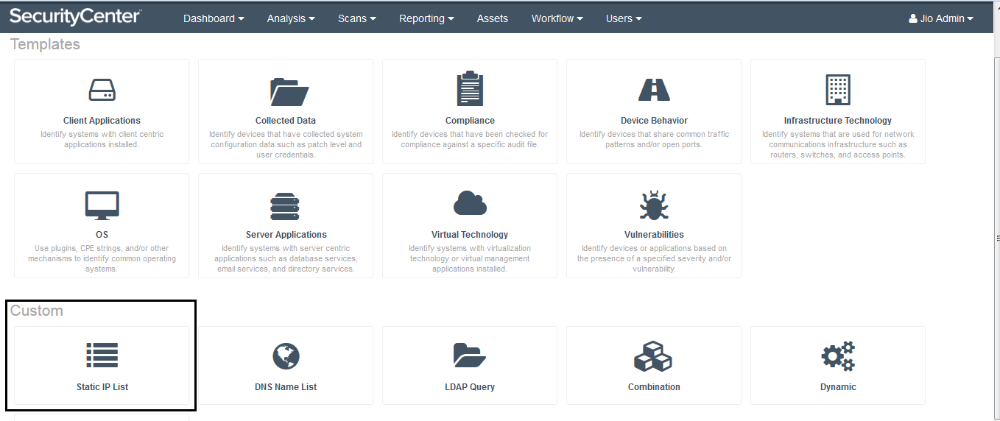 SecurityCenter™ Dashboard Analysis Scans Reporting Assets Workflow Users Jio Admin
Templates
Client Applications
Identify systems with client centric
applications installed.
Collected Data
Identify devices that have collected system
configuration data such as patch level and
user credentials.
Compliance
Identify devices that have been checked for
compliance against a specific audit file.
Device Behavior
Identify devices that share common traffic
patterns and/or open ports.
Infrastructure Technology
Identify systems that are used for network
communications infrastructure such as
routers, switches, and access points.
OS
Use plugins, CPE strings, and/or other
mechanisms to identify common operating
systems.
Server Applications
Identify systems with server centric
applications such as database services,
email services, and directory services.
Virtual Technology
Identify systems with virtualization
technology or virtual management
applications installed.
Vulnerabilities
Identify devices or applications based on
the presence of a specified severity and/or
vulnerability.
Custom
Static IP List
DNS Name List
LDAP Query
Combination
Dynamic